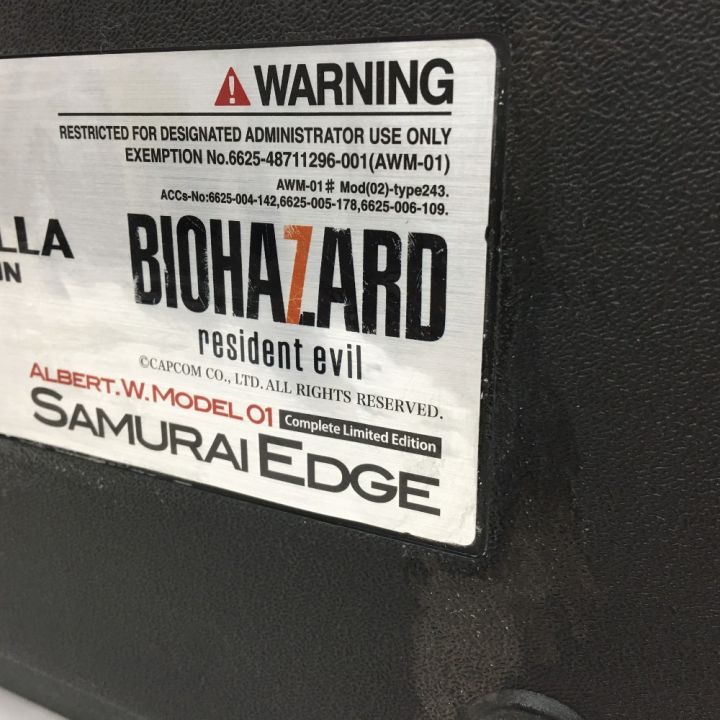 WARNING
RESTRICTED FOR DESIGNATED ADMINISTRATOR USE ONLY
EXEMPTION No.6625-48711296-001(AWM-01)
AWM-01# Mod(02)-type243.
ACCs-No:6625-004-142,6625-005-178,6625-006-109.
BIOHAZARD
resident evil
©CAPCOM CO., LTD. ALL RIGHTS RESERVED.
ALBERT.W.MODEL 01 Complete Limited Edition
SAMURAI EDGE